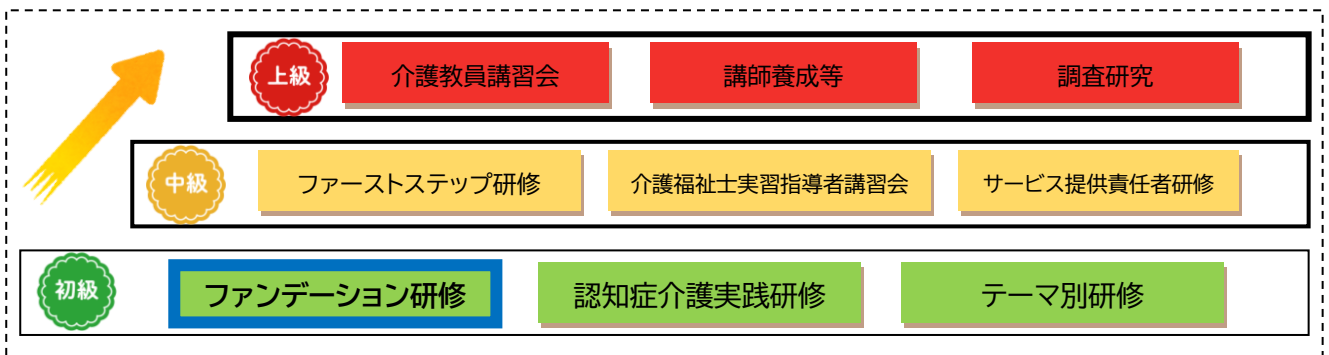 上級 介護教員講習会 講師養成等 調査研究
中級 ファーストステップ研修 介護福祉士実習指導者講習会 サービス提供責任者研修
初級 ファンデーション研修 認知症介護実践研修 テーマ別研修